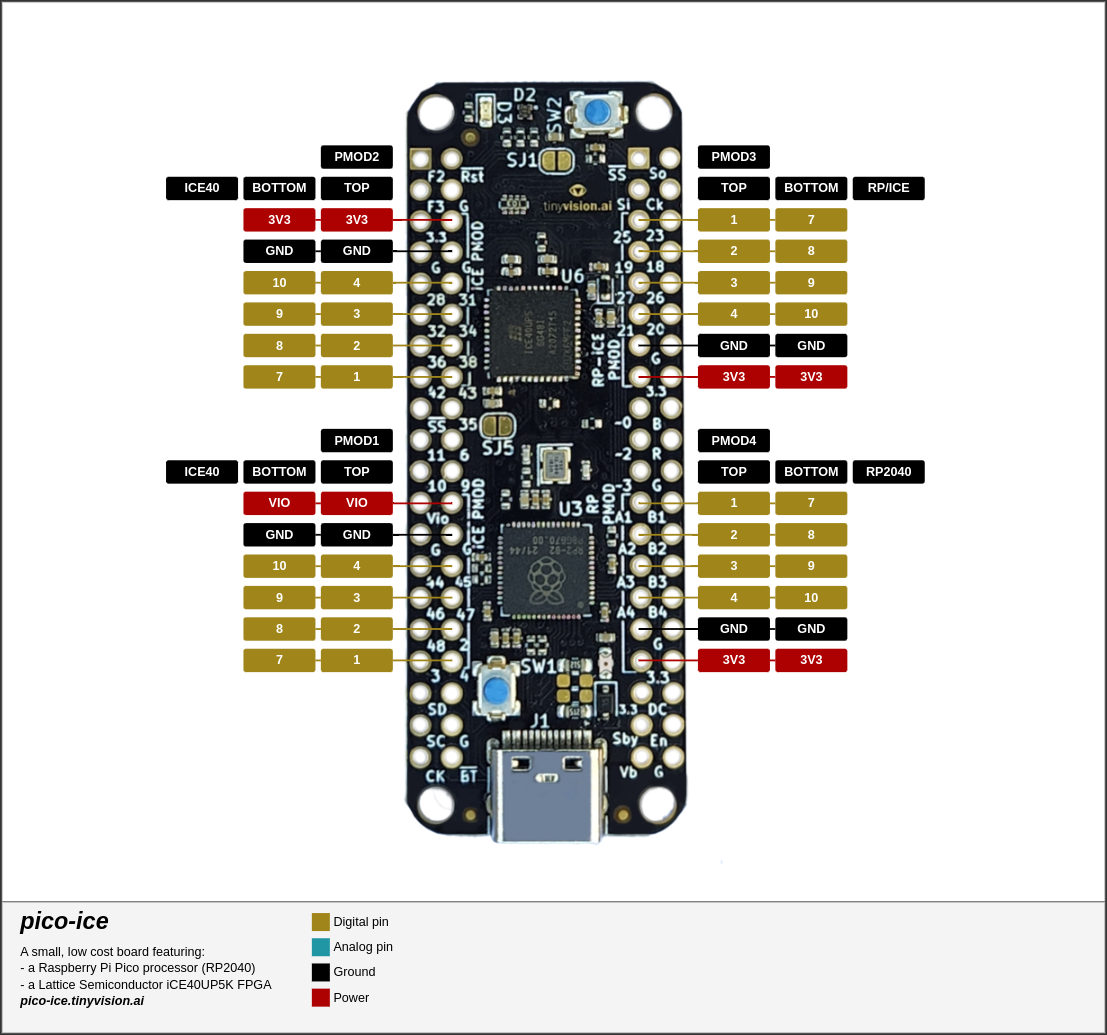 PMOD2
ICE40 BOTTOM TOP
3V3 3V3
GND GND
10 4
9 3
8 2
7 1
PMOD1
ICE40 BOTTOM TOP
VIO VIO
GND GND
10 4
9 3
8 2
7 1
D3
D2
SW2
SJ1
F2 Rst
F3 G
3.3
G G
28 31
32 34
36 38
42 43
SS 35
11 6
10 9
Vio
G G
44 45
46 47
48 2
3 4
SD
SC G
CK BT
ICE PMOD
ICE PMOD
tinyvision.ai
U6
ICE40UP5
SJ5
U3
RP2-B2 21/44
P6G670.00
SW1
J1
3.3
RP-iCE
PMOD
RP
PMOD
SS So
Si Ck
25 23
19 18
27 26
21 20
G
3.3
-0 B
-2 R
-3 G
A1 B1
A2 B2
A3 B3
A4 B4
G
3.3
DC
Sby En
Vb G
PMOD3
TOP BOTTOM RP/ICE
1 7
2 8
3 9
4 10
GND GND
3V3 3V3
PMOD4
TOP BOTTOM RP2040
1 7
2 8
3 9
4 10
GND GND
3V3 3V3
pico-ice
A small, low cost board featuring:
- a Raspberry Pi Pico processor (RP2040)
- a Lattice Semiconductor iCE40UP5K FPGA
pico-ice.tinyvision.ai
Digital pin
Analog pin
Ground
Power